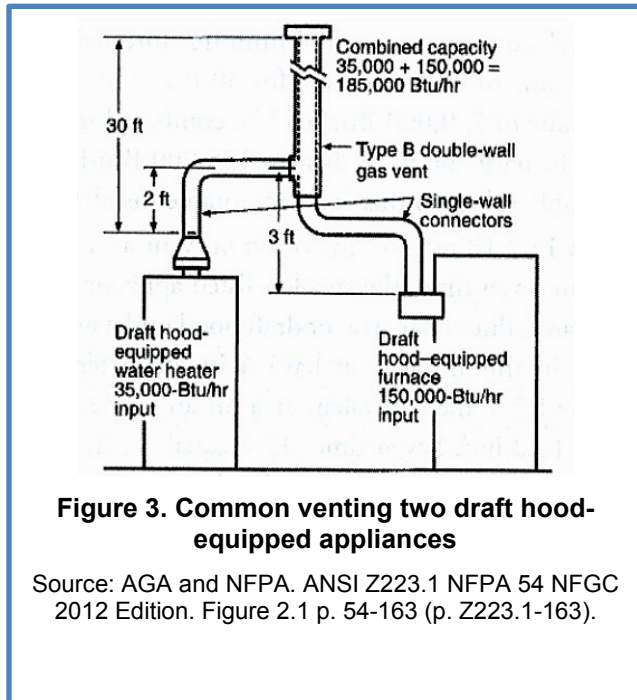 Combined capacity
35,000 + 150,000 =
185,000 Btu/hr
30 ft
Type B double-wall
gas vent
2 ft
Single-wall
connectors
3 ft
Draft hood-
equipped
water heater
35,000-Btu/hr
input
Draft
hood–equipped
furnace
150,000-Btu/hr
input
Figure 3. Common venting two draft hood-
equipped appliances
Source: AGA and NFPA. ANSI Z223.1 NFPA 54 NFGC
2012 Edition. Figure 2.1 p. 54-163 (p. Z223.1-163).